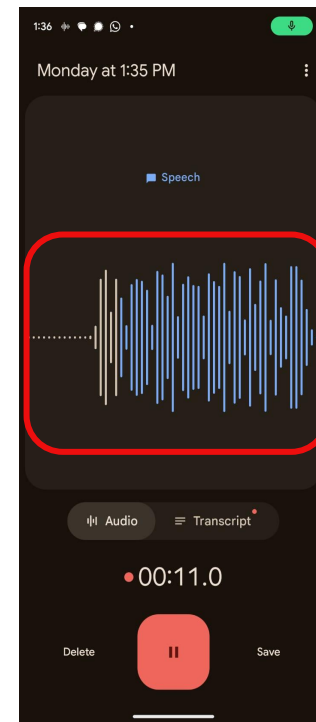 1:36
Monday at 1:35 PM
Speech
Audio Transcript
00:11.0
Delete Save